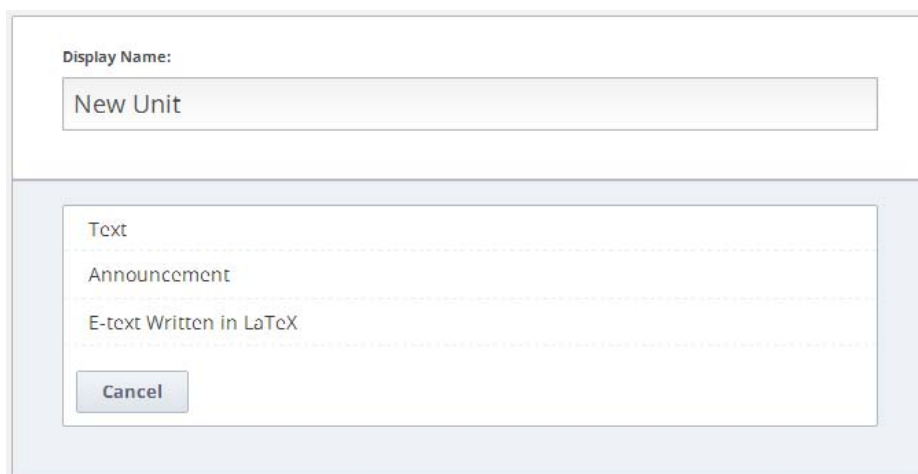 Display Name:
New Unit
Text
Announcement
E-text Written in LaTeX
Cancel